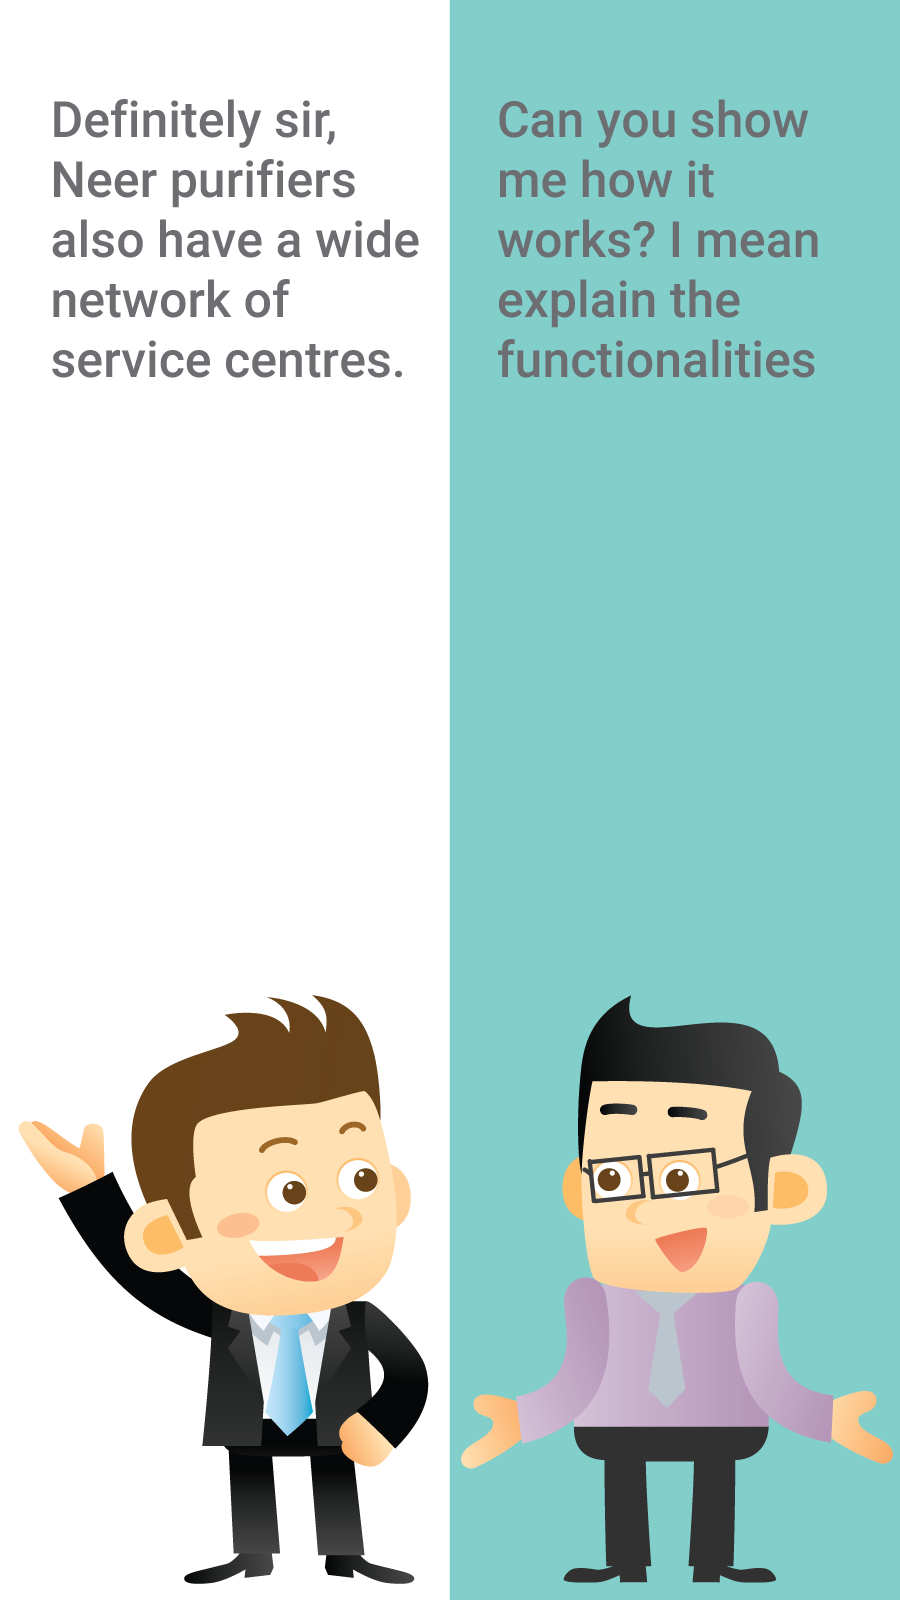 Definitely sir,
Neer purifiers
also have a wide
network of
service centres.
Can you show
me how it
works? I mean
explain the
functionalities